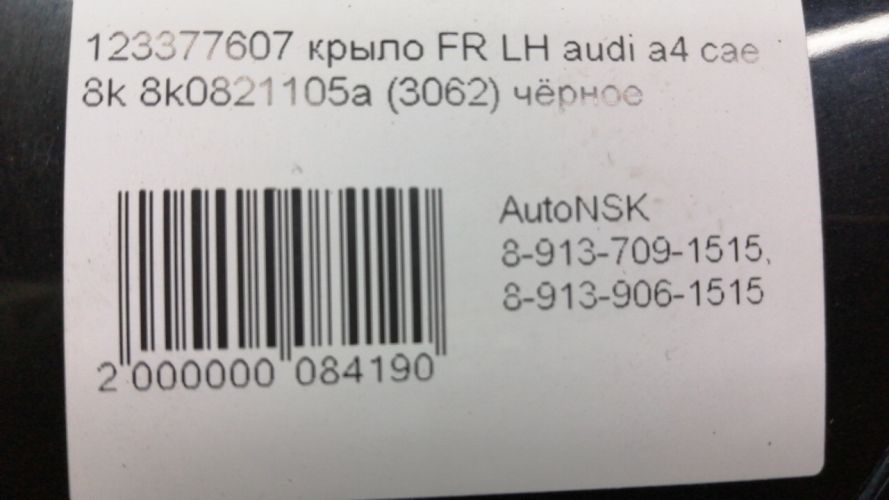 123377607 крыло FR LH audi a4 cae
8k 8k0821105a (3062) чёрное
AutoNSK
8-913-709-1515,
8-913-906-1515
2 000000 084190